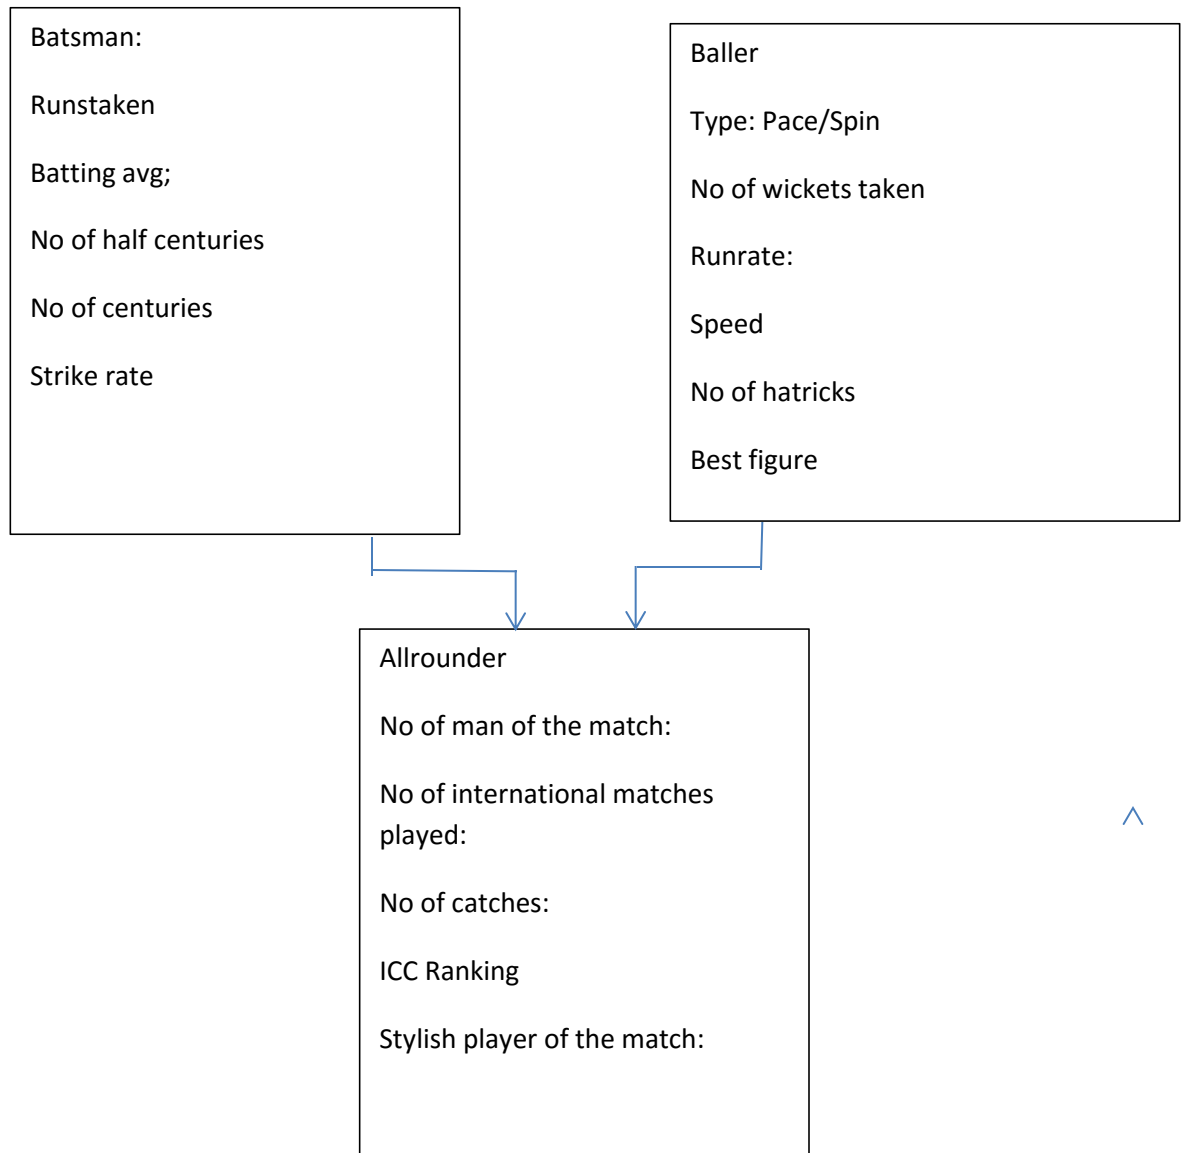 Batsman:
Runstaken
Batting avg;
No of half centuries
No of centuries
Strike rate
Baller
Type: Pace/Spin
No of wickets taken
Runrate:
Speed
No of hatricks
Best figure
Allrounder
No of man of the match:
No of international matches
played:
No of catches:
ICC Ranking
Stylish player of the match: